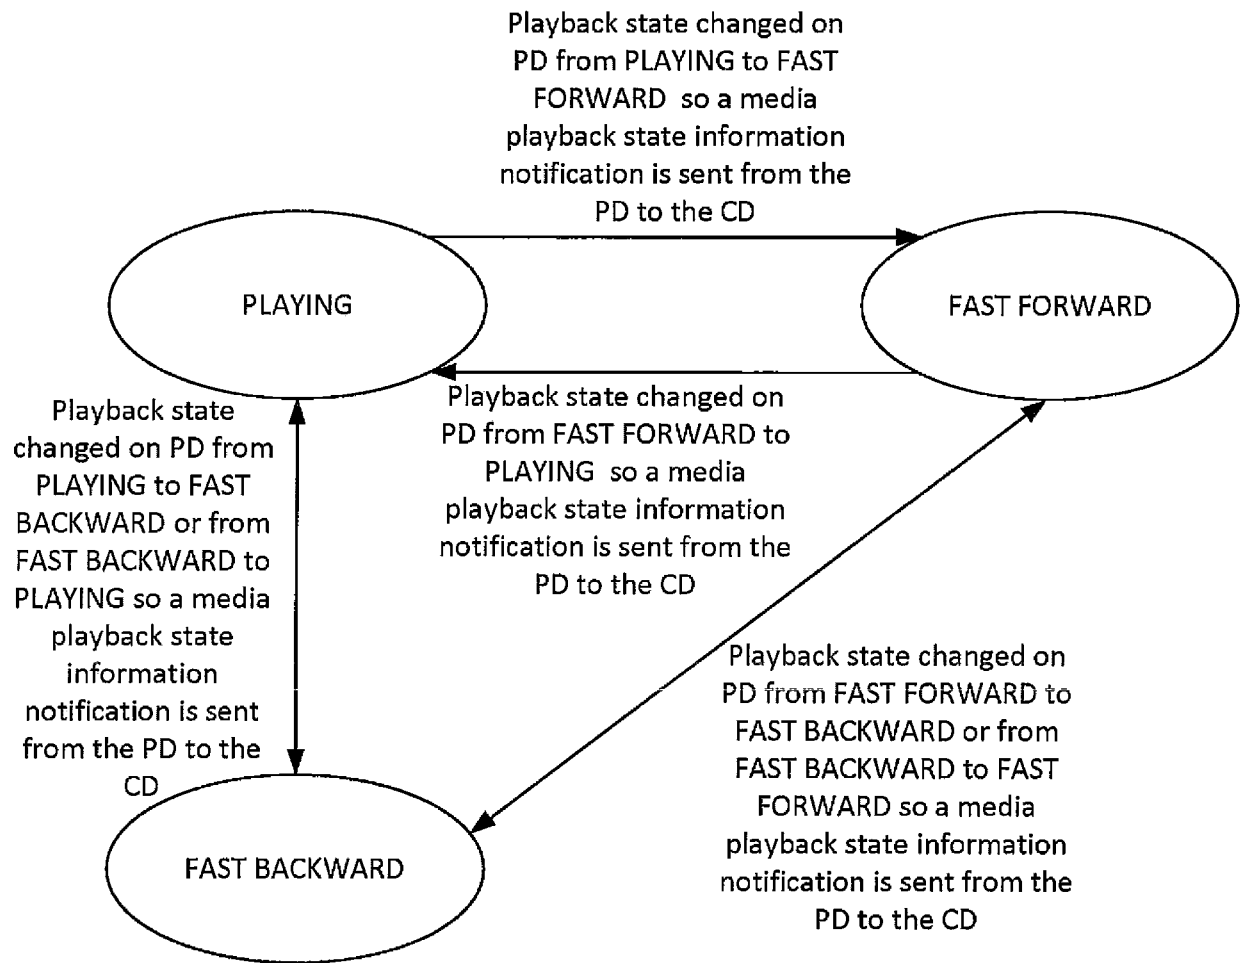 Playback state changed on
PD from PLAYING to FAST
FORWARD  so a media
playback state information
notification is sent from the
PD to the CD
PLAYING
FAST FORWARD
Playback state changed on
PD from FAST FORWARD to
PLAYING  so a media
playback state information
notification is sent from the
PD to the CD
Playback state
changed on PD from
PLAYING to FAST
BACKWARD or from
FAST BACKWARD to
PLAYING so a media
playback state
information
notification is sent
from the PD to the
CD
Playback state changed on
PD from FAST FORWARD to
FAST BACKWARD or from
FAST BACKWARD to FAST
FORWARD so a media
playback state information
notification is sent from the
PD to the CD
FAST BACKWARD